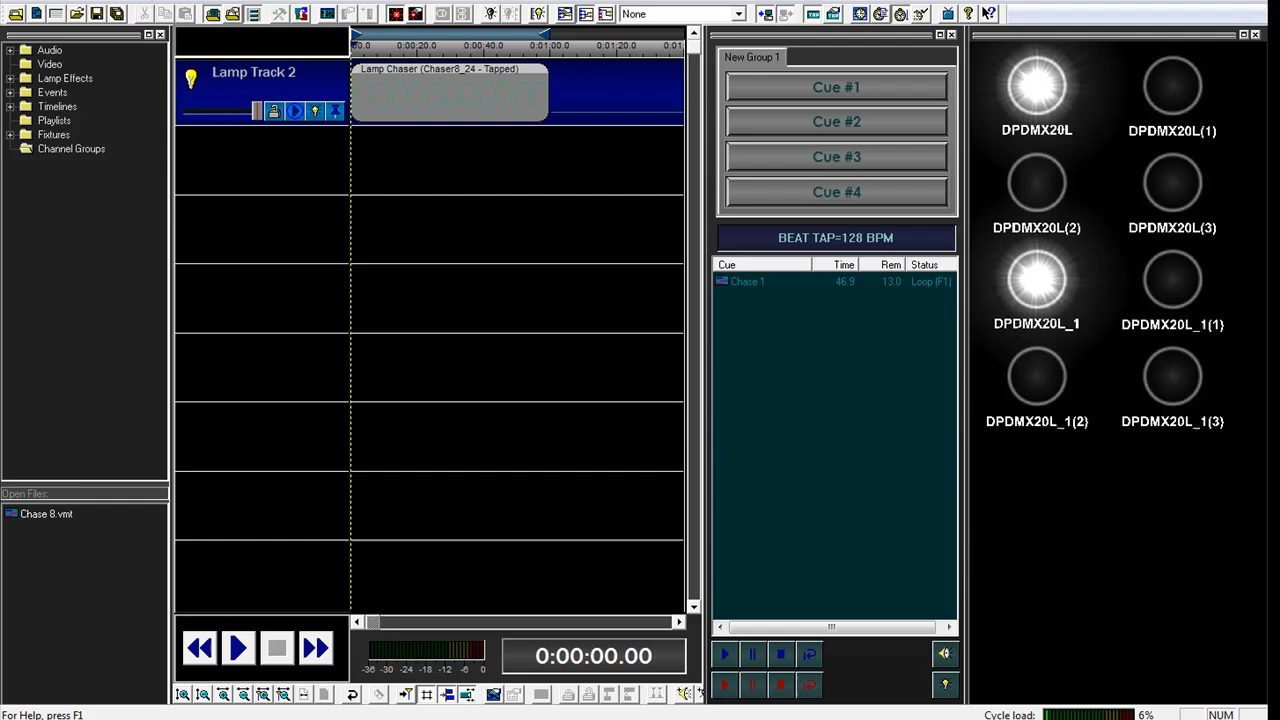 None
Audio
Video
Lamp Effects
Events
Timelines
Playlists
Fixtures
Channel Groups
Open Files:
Chase 8.vmt
0:00:20.00
0:00:40.00
0:01:00.00
0:01:20.00
Lamp Track 2
Lamp Chaser (Chaser8_24 - Tapped)
-36 -30 -24 -18 -12 -6 0
0:00:00.00
New Group 1
Cue #1
Cue #2
Cue #3
Cue #4
BEAT TAP=128 BPM
Cue Time Rem Status
Chase 1 46.9 13.0 Loop (F1)
DPDMX20L DPDMX20L(1)
DPDMX20L(2) DPDMX20L(3)
DPDMX20L_1 DPDMX20L_1(1)
DPDMX20L_1(2) DPDMX20L_1(3)
For Help, press F1
Cycle load: 6% NUM